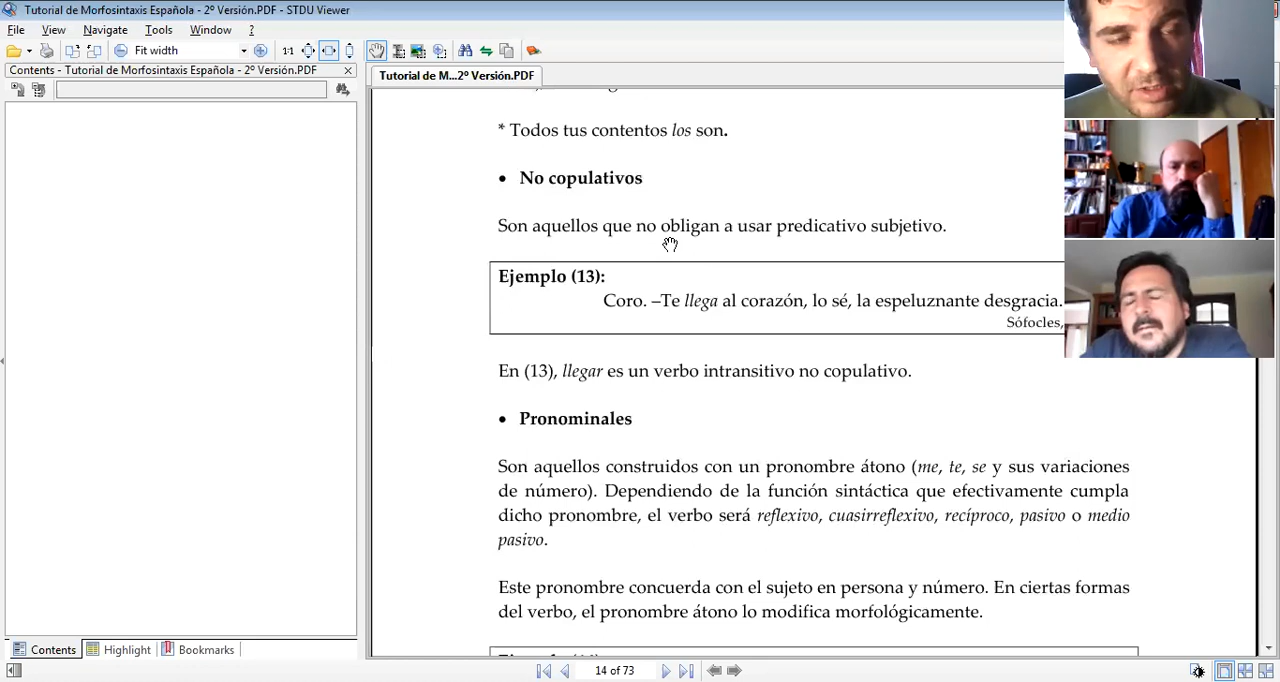 Tutorial de Morfosintaxis Española - 2º Versión.PDF - STDU Viewer
File View Navigate Tools Window ?
Fit width
1:1
Contents - Tutorial de Morfosintaxis Española - 2º Versión.PDF
Tutorial de M...2º Versión.PDF
* Todos tus contentos los son.
• No copulativos
Son aquellos que no obligan a usar predicativo subjetivo.
Ejemplo (13):
Coro. –Te llega al corazón, lo sé, la espeluznante desgracia.
Sófocles,
En (13), llegar es un verbo intransitivo no copulativo.
• Pronominales
Son aquellos construidos con un pronombre átono (me, te, se y sus variaciones
de número). Dependiendo de la función sintáctica que efectivamente cumpla
dicho pronombre, el verbo será reflexivo, cuasirreflexivo, recíproco, pasivo o medio
pasivo.
Este pronombre concuerda con el sujeto en persona y número. En ciertas formas
del verbo, el pronombre átono lo modifica morfológicamente.
Contents Highlight Bookmarks
14 of 73